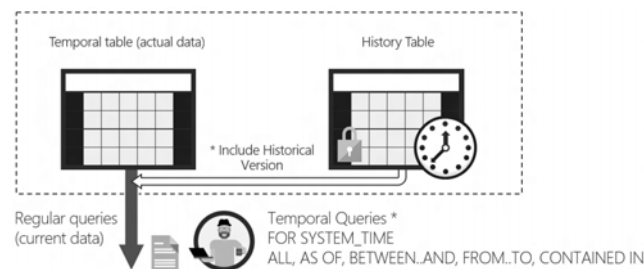 Temporal table (actual data)
History Table
* Include Historical
Version
Regular queries
(current data)
Temporal Queries *
FOR SYSTEM_TIME
ALL, AS OF, BETWEEN..AND, FROM..TO, CONTAINED IN